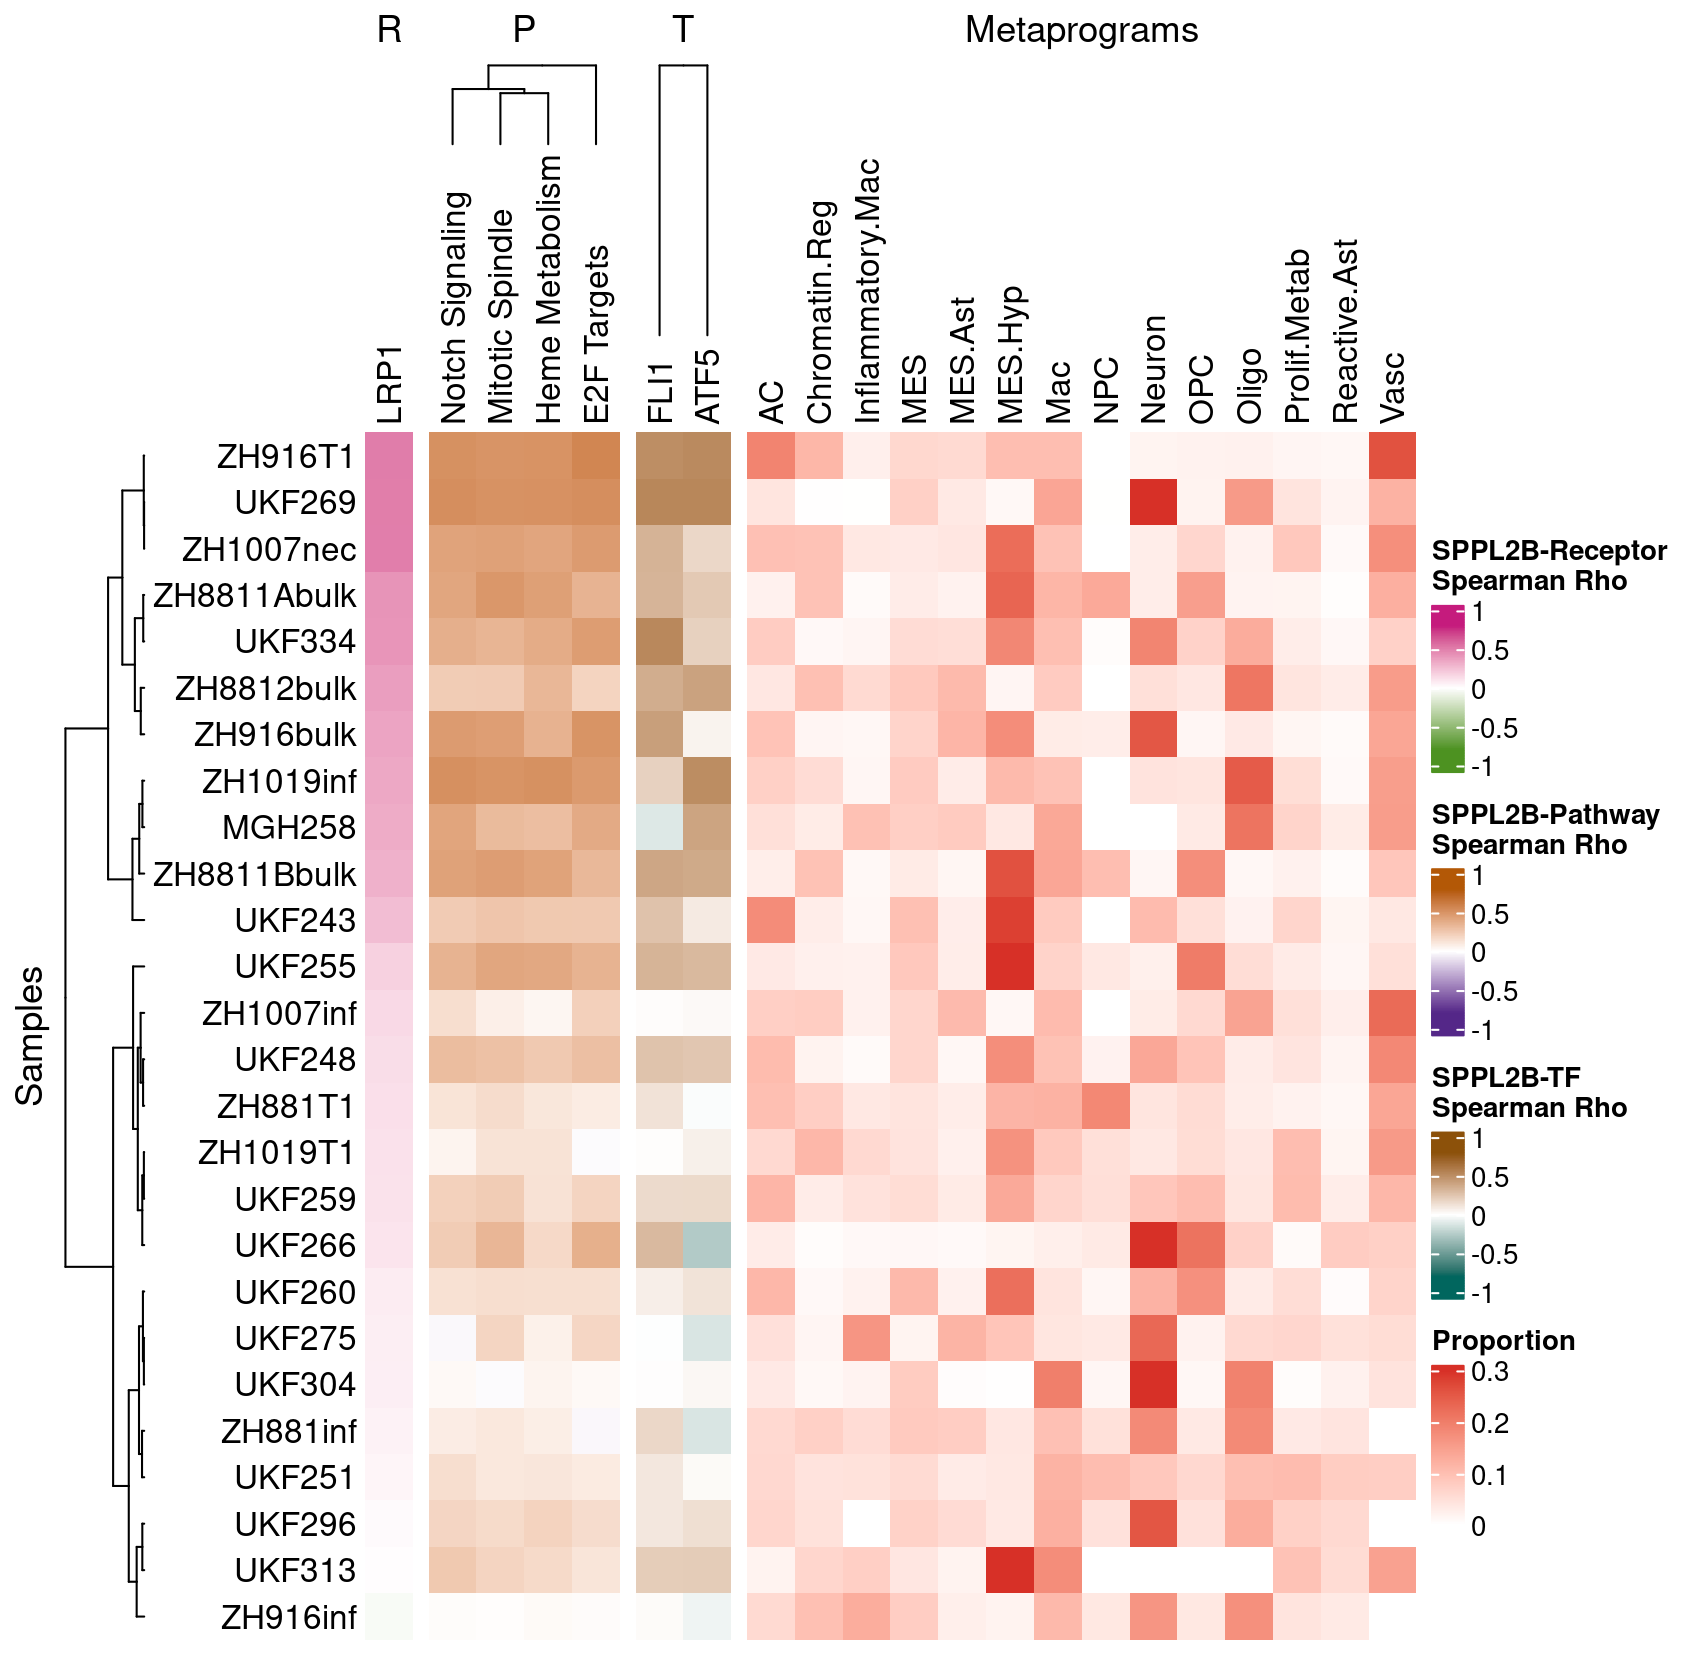 R P T Metaprograms
LRP1
Notch Signaling
Mitotic Spindle
Heme Metabolism
E2F Targets
FLI1
ATF5
AC
Chromatin.Reg
Inflammatory.Mac
MES
MES.Ast
MES.Hyp
Mac
NPC
Neuron
OPC
Oligo
Prolif.Metab
Reactive.Ast
Vasc
Samples
ZH916T1
UKF269
ZH1007nec
ZH8811Abulk
UKF334
ZH8812bulk
ZH916bulk
ZH1019inf
MGH258
ZH8811Bbulk
UKF243
UKF255
ZH1007inf
UKF248
ZH881T1
ZH1019T1
UKF259
UKF266
UKF260
UKF275
UKF304
ZH881inf
UKF251
UKF296
UKF313
ZH916inf
SPPL2B-Receptor
Spearman Rho
1
0.5
0
-0.5
-1
SPPL2B-Pathway
Spearman Rho
1
0.5
0
-0.5
-1
SPPL2B-TF
Spearman Rho
1
0.5
0
-0.5
-1
Proportion
0.3
0.2
0.1
0